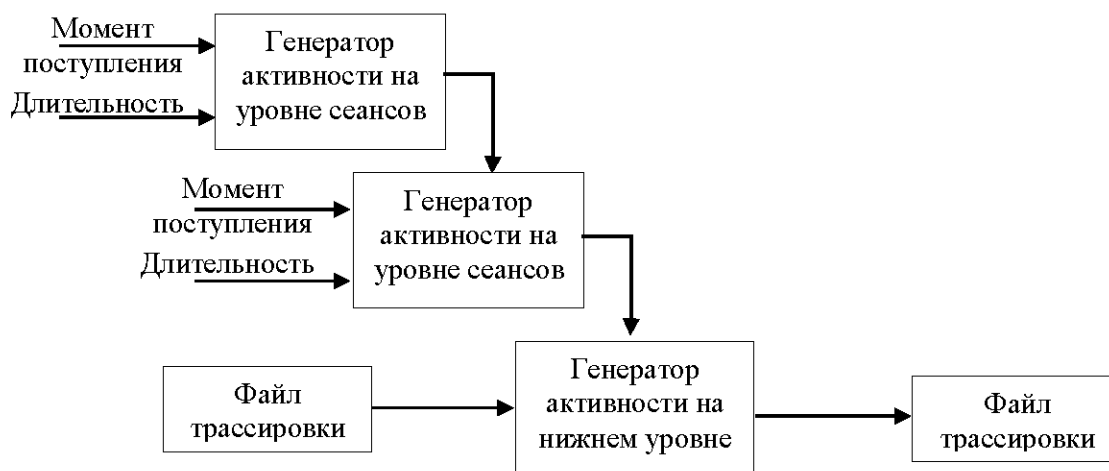 Момент
поступления
Длительность
Генератор
активности на
уровне сеансов
Момент
поступления
Длительность
Генератор
активности на
уровне сеансов
Файл
трассировки
Генератор
активности на
нижнем уровне
Файл
трассировки